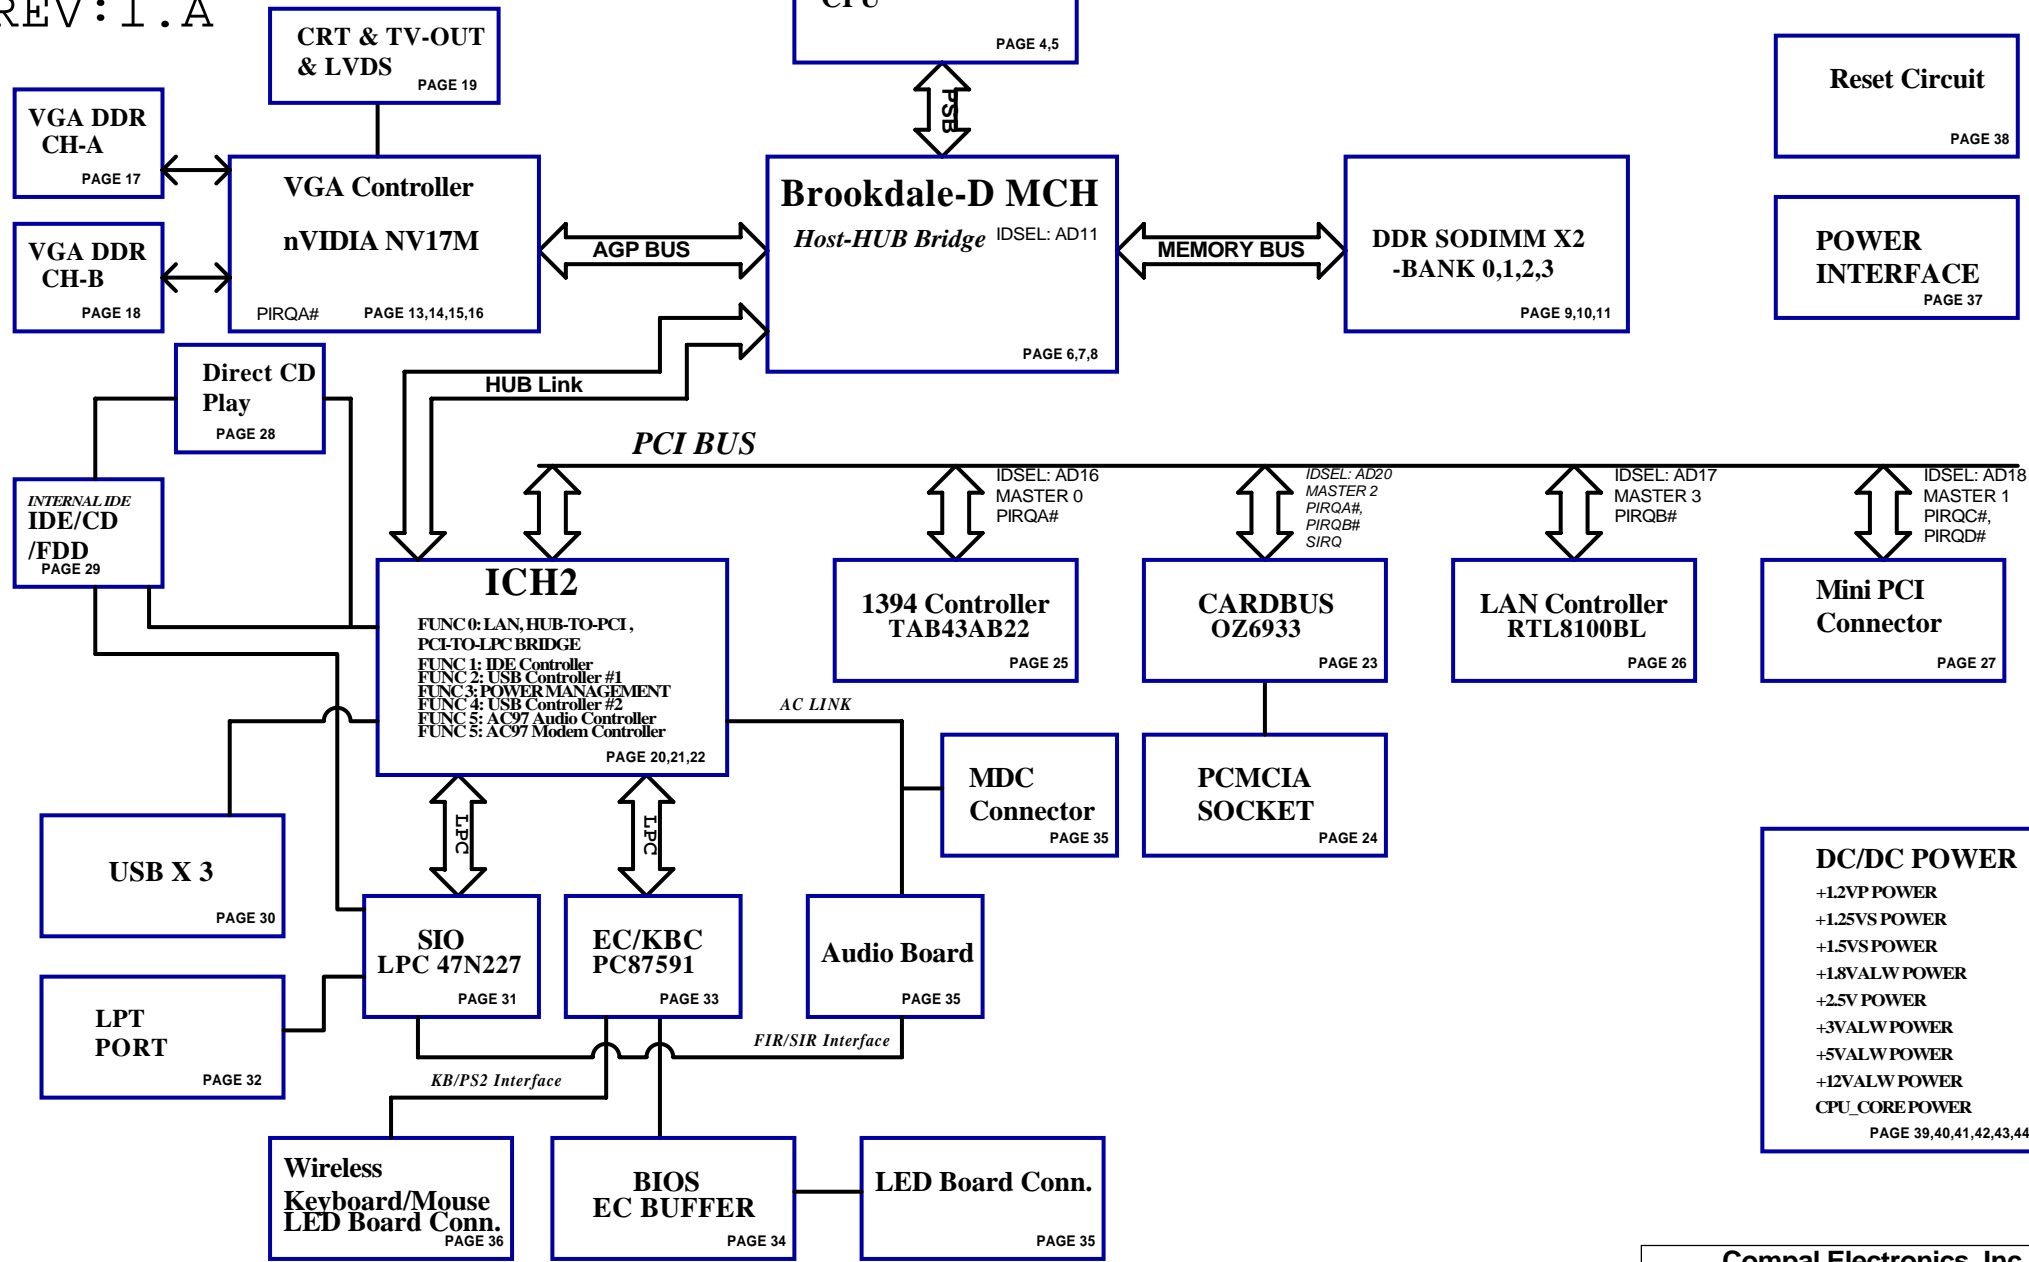 REV:1.A
CPU
PAGE 4,5
CRT & TV-OUT
& LVDS
PAGE 19
Reset Circuit
PAGE 38
VGA DDR
CH-A
PAGE 17
PSB
VGA Controller
nVIDIA NV17M
PIRQA#
PAGE 13,14,15,16
Brookdale-D MCH
Host-HUB Bridge
IDSEL: AD11
PAGE 6,7,8
AGP BUS
MEMORY BUS
DDR SODIMM X2
-BANK 0,1,2,3
PAGE 9,10,11
POWER
INTERFACE
PAGE 37
VGA DDR
CH-B
PAGE 18
Direct CD
Play
PAGE 28
HUB Link
PCI BUS
INTERNAL IDE
IDE/CD
/FDD
PAGE 29
IDSEL: AD16
MASTER 0
PIRQA#
IDSEL: AD20
MASTER 2
PIRQA#,
PIRQB#
SIRQ
IDSEL: AD17
MASTER 3
PIRQB#
IDSEL: AD18
MASTER 1
PIRQC#,
PIRQD#
ICH2
FUNC 0: LAN, HUB-TO-PCI ,
PCI-TO-LPC BRIDGE
FUNC 1: IDE Controller
FUNC 2: USB Controller #1
FUNC 3: POWER MANAGEMENT
FUNC 4: USB Controller #2
FUNC 5: AC97 Audio Controller
FUNC 5: AC97 Modem Controller
PAGE 20,21,22
1394 Controller
TAB43AB22
PAGE 25
CARDBUS
OZ6933
PAGE 23
LAN Controller
RTL8100BL
PAGE 26
Mini PCI
Connector
PAGE 27
AC LINK
MDC
Connector
PAGE 35
PCMCIA
SOCKET
PAGE 24
LPC
LPC
USB X 3
PAGE 30
SIO
LPC 47N227
PAGE 31
EC/KBC
PC87591
PAGE 33
Audio Board
PAGE 35
DC/DC POWER
+1.2VP POWER
+1.25VS POWER
+1.5VS POWER
+1.8VALW POWER
+2.5V POWER
+3VALW POWER
+5VALW POWER
+12VALW POWER
CPU_CORE POWER
PAGE 39,40,41,42,43,44
LPT
PORT
PAGE 32
FIR/SIR Interface
KB/PS2 Interface
Wireless
Keyboard/Mouse
LED Board Conn.
PAGE 36
BIOS
EC BUFFER
PAGE 34
LED Board Conn.
PAGE 35
Compal Electronics, Inc